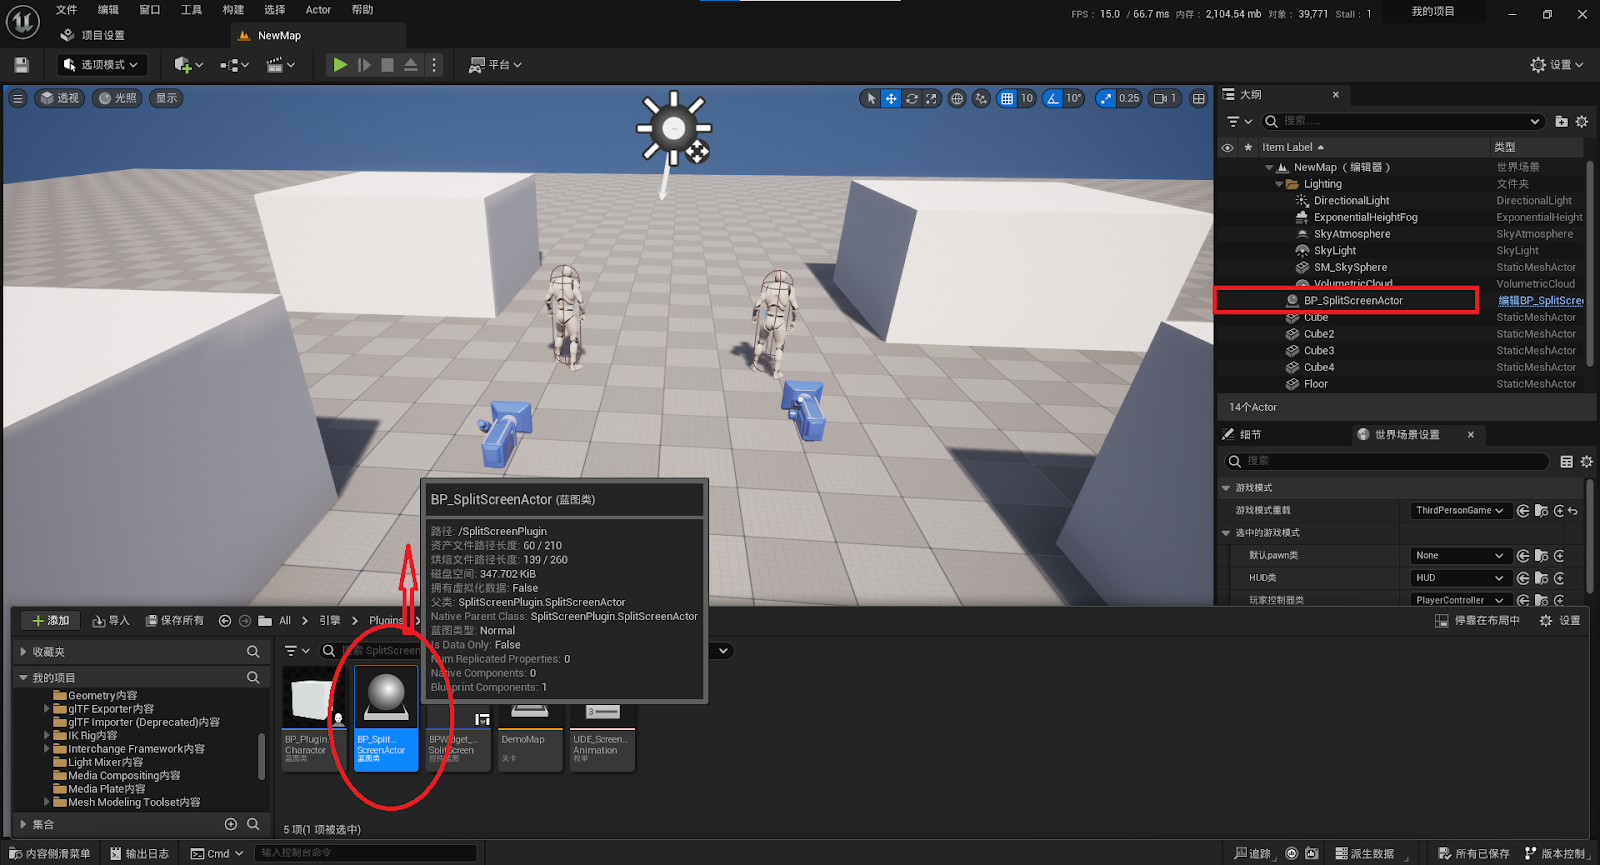 文件 编辑 窗口 工具 构建 选择 Actor 帮助
FPS： 15.0 / 66.7 ms 内存： 2,104.54 mb 对象： 39,771 Stall： 1
我的项目
项目设置
NewMap
选项模式
平台
设置
透视 光照 显示
10 10° 0.25 1
大纲
搜索......
Item Label 类型
NewMap（编辑器） 世界场景
Lighting 文件夹
DirectionalLight DirectionalLight
ExponentialHeightFog ExponentialHeight
SkyAtmosphere SkyAtmosphere
SkyLight SkyLight
SM_SkySphere StaticMeshActor
VolumetricCloud VolumetricCloud
BP_SplitScreenActor 编辑BP_SplitScree
Cube StaticMeshActor
Cube2 StaticMeshActor
Cube3 StaticMeshActor
Cube4 StaticMeshActor
Floor StaticMeshActor
14个Actor
细节 世界场景设置
搜索
游戏模式
游戏模式重载 ThirdPersonGame
选中的游戏模式
默认pawn类 None
HUD类 HUD
玩家控制器类 PlayerController
BP_SplitScreenActor (蓝图类)
路径: /SplitScreenPlugin
资产文件路径长度: 60 / 210
烘焙文件路径长度: 139 / 260
磁盘空间: 347.702 KiB
拥有虚拟化数据: False
父类: SplitScreenPlugin.SplitScreenActor
Native Parent Class: SplitScreenPlugin.SplitScreenActor
蓝图类型: Normal
Is Data Only: False
Num Replicated Properties: 0
Native Components: 0
Blueprint Components: 1
添加 导入 保存所有 All 引擎 Plugins
停靠在布局中 设置
收藏夹
搜索 SplitScreen
我的项目
Geometry内容
glTF Exporter内容
glTF Importer (Deprecated)内容
IK Rig内容
Interchange Framework内容
Light Mixer内容
Media Compositing内容
Media Plate内容
Mesh Modeling Toolset内容
集合
BP_Plugin
Charactor
蓝图类
BP_Split...
ScreenActor
蓝图类
BPWidget_...
SplitScreen
控件蓝图
DemoMap
关卡
3
UDE_Screen...
Animation
枚举
5 项(1 项被选中)
内容侧滑菜单 输出日志 Cmd 输入控制台命令
追踪 派生数据 所有已保存 版本控制